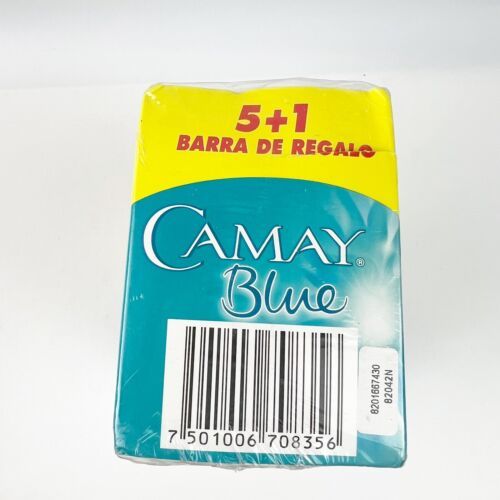 5+1
BARRA DE REGALO
CAMAY®
Blue
7 501006 708356
8201667430
82042N